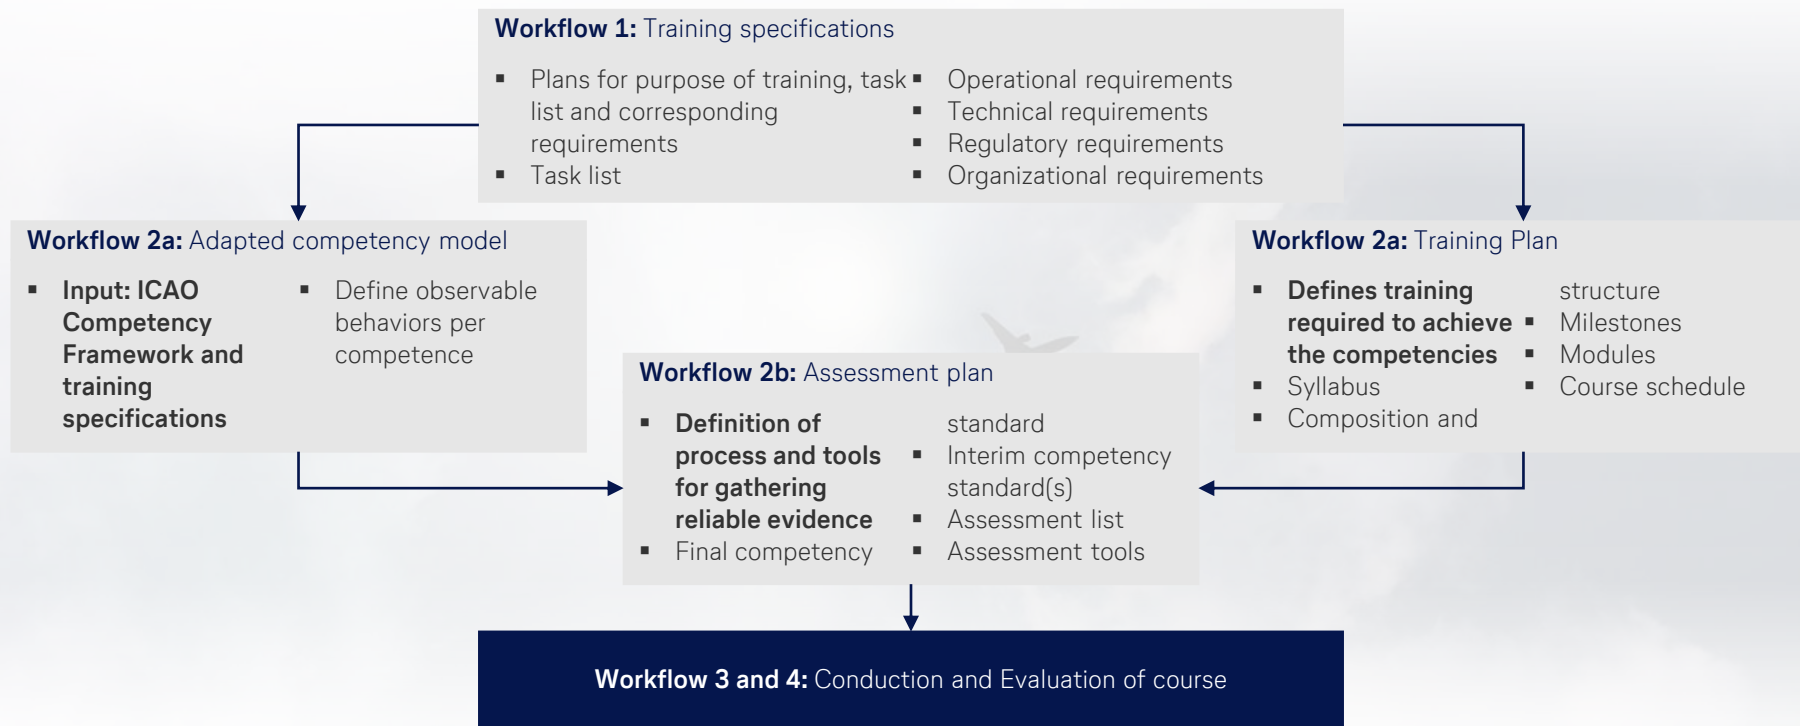 Workflow 1: Training specifications
▪ Plans for purpose of training, task
list and corresponding
requirements
▪ Task list
▪ Operational requirements
▪ Technical requirements
▪ Regulatory requirements
▪ Organizational requirements
Workflow 2a: Adapted competency model
▪ Input: ICAO
Competency
Framework and
training
specifications
▪ Define observable
behaviors per
competence
Workflow 2a: Training Plan
▪ Defines training
required to achieve
the competencies
▪ Syllabus
▪ Composition and
structure
▪ Milestones
▪ Modules
▪ Course schedule
Workflow 2b: Assessment plan
▪ Definition of
process and tools
for gathering
reliable evidence
▪ Final competency
standard
▪ Interim competency
standard(s)
▪ Assessment list
▪ Assessment tools
Workflow 3 and 4: Conduction and Evaluation of course